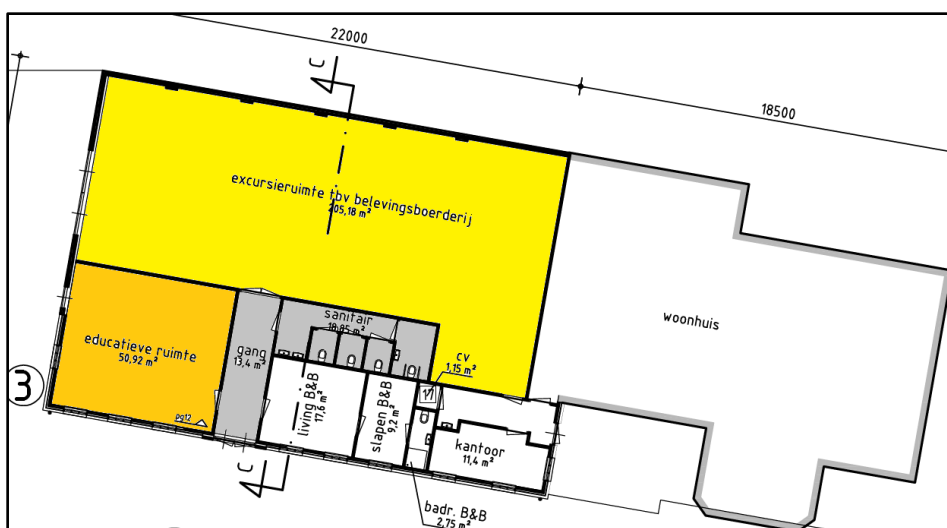 22000
18500
C
excursieruimte tbv belevingsboerderij
205,18 m²
woonhuis
sanitair
18,85 m²
educatieve ruimte
50,92 m²
gang
13,4 m²
cv
1,15 m²
living B&B
17,6 m²
slapen B&B
9,2 m²
kantoor
11,4 m²
3
pg12
C
badr. B&B
2,75 m²